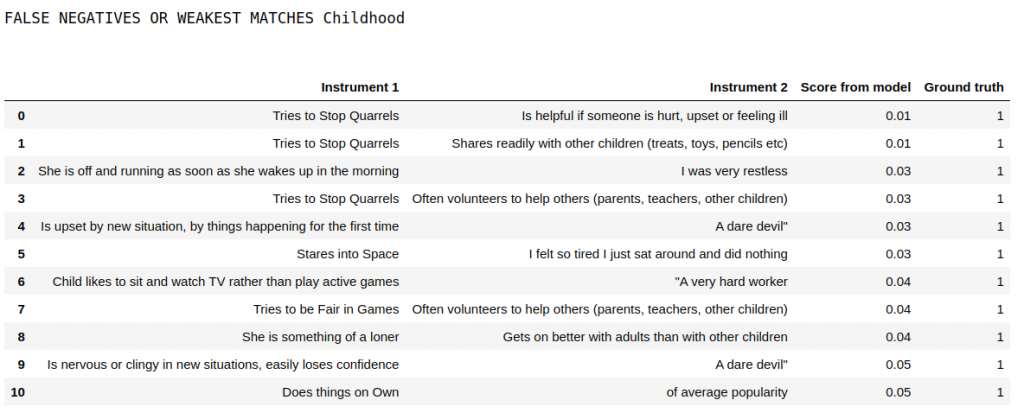 FALSE NEGATIVES OR WEAKEST MATCHES Childhood
Instrument 1 Instrument 2 Score from model Ground truth
0 Tries to Stop Quarrels Is helpful if someone is hurt, upset or feeling ill 0.01 1
1 Tries to Stop Quarrels Shares readily with other children (treats, toys, pencils etc) 0.01 1
2 She is off and running as soon as she wakes up in the morning I was very restless 0.03 1
3 Tries to Stop Quarrels Often volunteers to help others (parents, teachers, other children) 0.03 1
4 Is upset by new situation, by things happening for the first time A dare devil" 0.03 1
5 Stares into Space I felt so tired I just sat around and did nothing 0.03 1
6 Child likes to sit and watch TV rather than play active games "A very hard worker 0.04 1
7 Tries to be Fair in Games Often volunteers to help others (parents, teachers, other children) 0.04 1
8 She is something of a loner Gets on better with adults than with other children 0.04 1
9 Is nervous or clingy in new situations, easily loses confidence A dare devil" 0.05 1
10 Does things on Own of average popularity 0.05 1